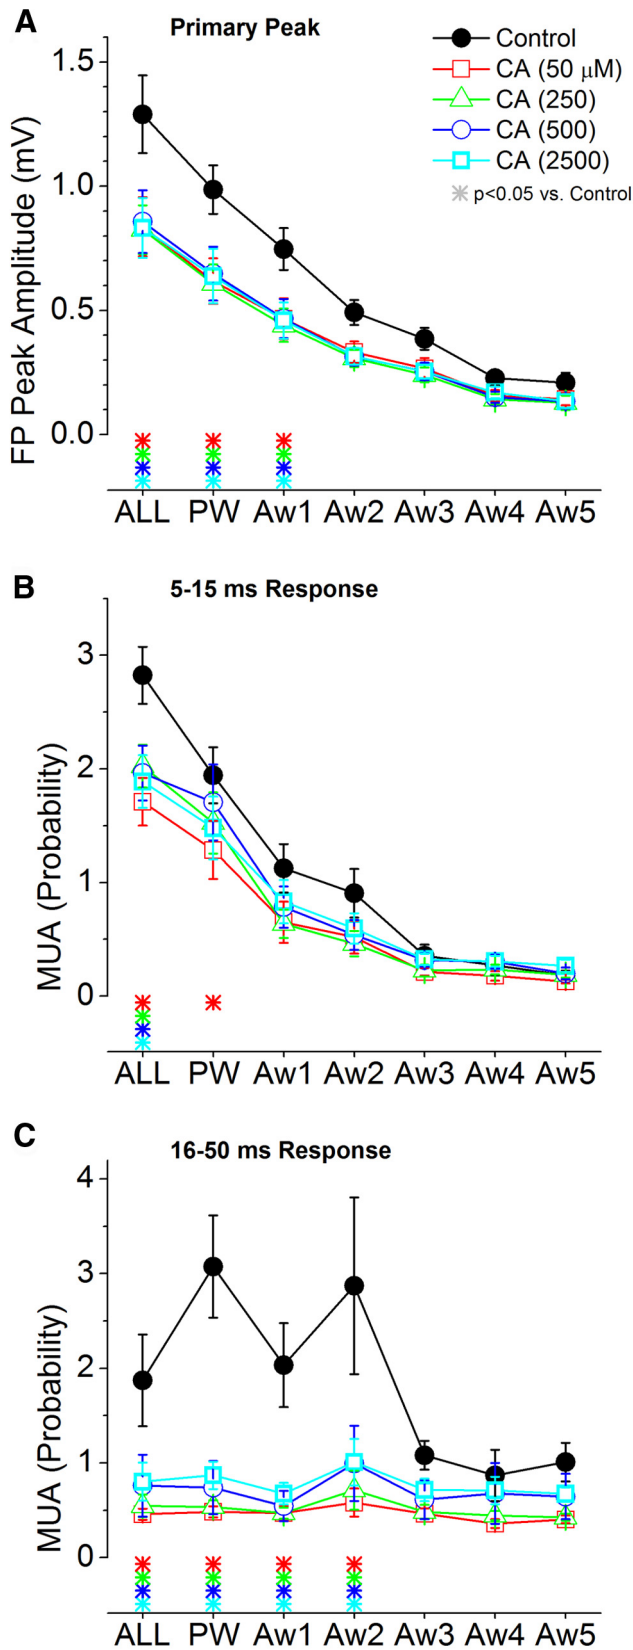 A
Primary Peak
Control
CA (50 μM)
CA (250)
CA (500)
CA (2500)
p<0.05 vs. Control
FP Peak Amplitude (mV)
1.5
1.0
0.5
0.0
ALL PW Aw1 Aw2 Aw3 Aw4 Aw5
B
5-15 ms Response
MUA (Probability)
3
2
1
0
ALL PW Aw1 Aw2 Aw3 Aw4 Aw5
C
16-50 ms Response
MUA (Probability)
4
3
2
1
0
ALL PW Aw1 Aw2 Aw3 Aw4 Aw5